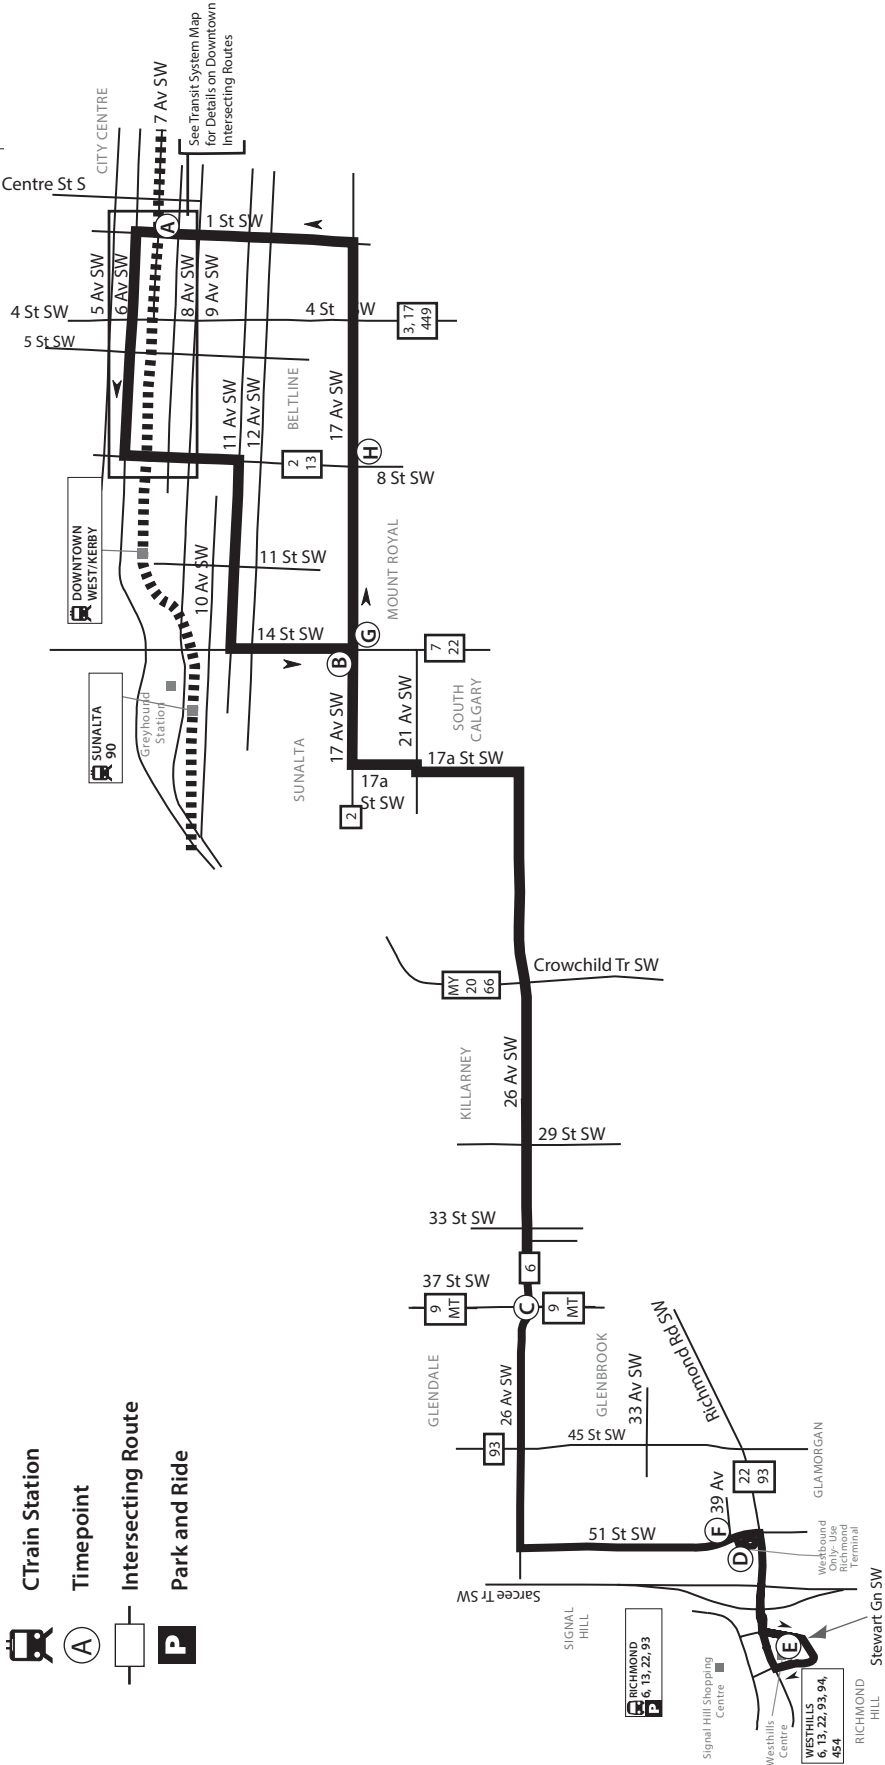 CITY CENTRE
7 Av SW
See Transit System Map
for Details on Downtown
Intersecting Routes
Centre St S
1 St SW
A
5 Av SW
6 Av SW
8 Av SW
9 Av SW
4 St SW
4 St SW
3, 17
449
5 St SW
11 Av SW
12 Av SW
BELTLINE
17 Av SW
H
2
13
8 St SW
DOWNTOWN
WEST/KERBY
10 Av SW
11 St SW
MOUNT ROYAL
14 St SW
G
B
7
22
SUNALTA
90
Greyhound
Station
SUNALTA
17 Av SW
21 Av SW
SOUTH
CALGARY
17a St SW
17a
St SW
2
Crowchild Tr SW
MY
20
66
KILLARNEY
26 Av SW
29 St SW
33 St SW
6
37 St SW
9
MT
C
9
MT
GLENDALE
26 Av SW
GLENBROOK
33 Av SW
Richmond Rd SW
93
45 St SW
22
93
GLAMORGAN
39 Av
F
51 St SW
D
Westbound
Only- Use
Richmond
Terminal
Sarcee Tr SW
SIGNAL
HILL
RICHMOND
6, 13, 22, 93
P
Signal Hill Shopping
Centre
E
Stewart Gn SW
Westhills
Centre
WESTHILLS
6, 13, 22, 93, 94,
454
RICHMOND
HILL
CTrain Station
A Timepoint
Intersecting Route
P Park and Ride